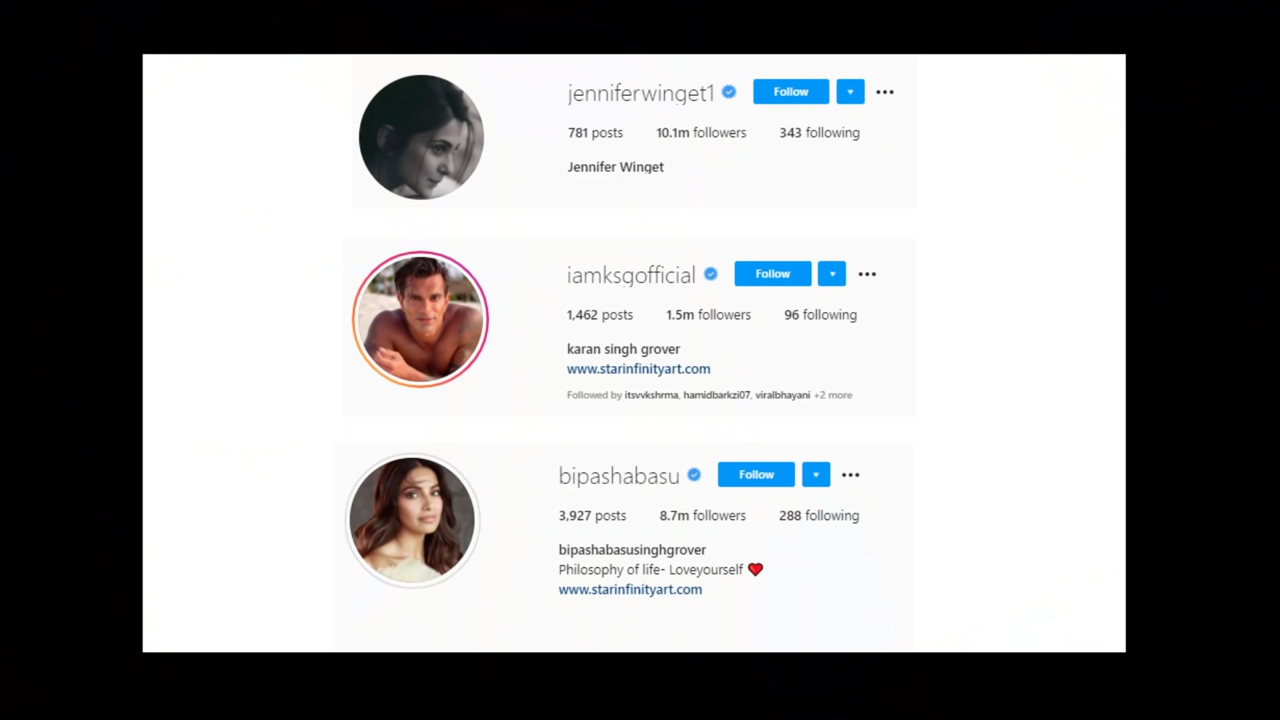 jenniferwinget1 Follow
781 posts 10.1m followers 343 following
Jennifer Winget
iamksgofficial Follow
1,462 posts 1.5m followers 96 following
karan singh grover
www.starinfinityart.com
Followed by itsvvkshrma, hamidbarkzi07, viralbhayani +2 more
bipashabasu Follow
3,927 posts 8.7m followers 288 following
bipashabasusinghgrover
Philosophy of life- Loveyourself ❤️
www.starinfinityart.com